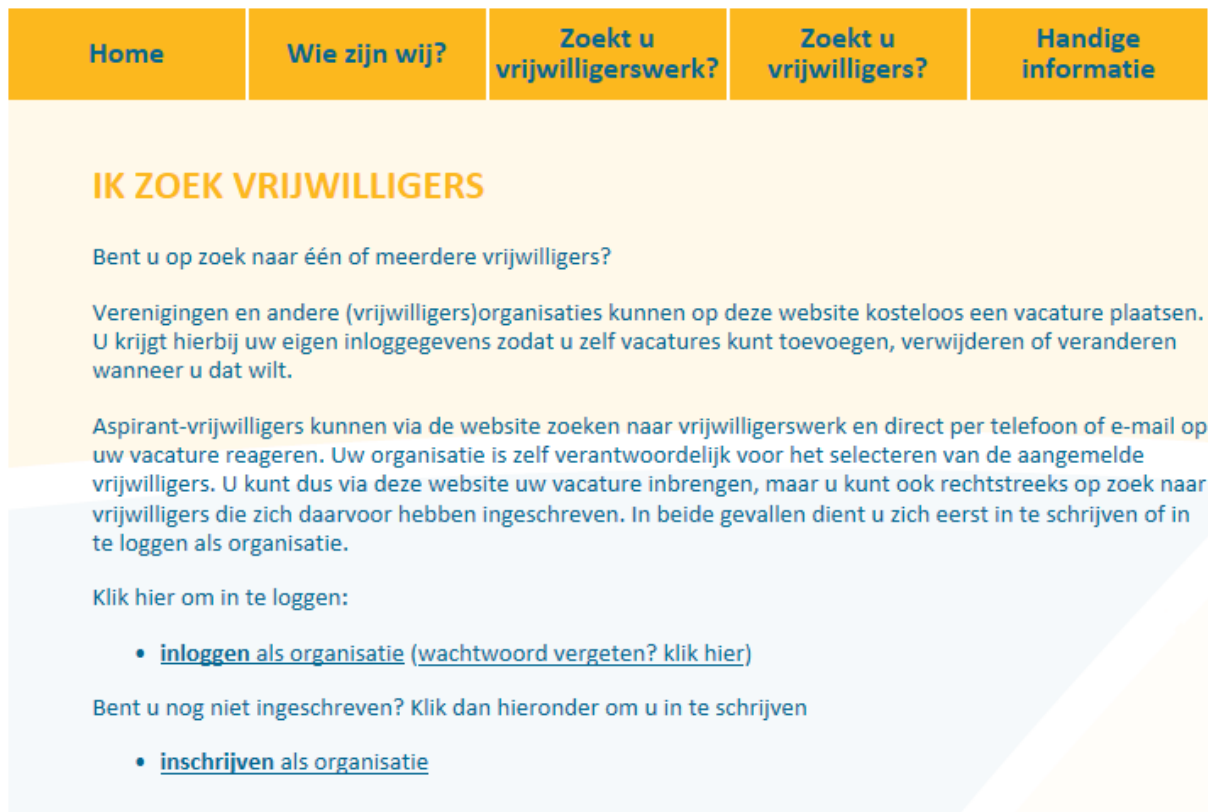 Home
Wie zijn wij?
Zoekt u
vrijwilligerswerk?
Zoekt u
vrijwilligers?
Handige
informatie
IK ZOEK VRIJWILLIGERS
Bent u op zoek naar één of meerdere vrijwilligers?
Verenigingen en andere (vrijwilligers)organisaties kunnen op deze website kosteloos een vacature plaatsen.
U krijgt hierbij uw eigen inloggegevens zodat u zelf vacatures kunt toevoegen, verwijderen of veranderen
wanneer u dat wilt.
Aspirant-vrijwilligers kunnen via de website zoeken naar vrijwilligerswerk en direct per telefoon of e-mail op
uw vacature reageren. Uw organisatie is zelf verantwoordelijk voor het selecteren van de aangemelde
vrijwilligers. U kunt dus via deze website uw vacature inbrengen, maar u kunt ook rechtstreeks op zoek naar
vrijwilligers die zich daarvoor hebben ingeschreven. In beide gevallen dient u zich eerst in te schrijven of in
te loggen als organisatie.
Klik hier om in te loggen:
• inloggen als organisatie (wachtwoord vergeten? klik hier)
Bent u nog niet ingeschreven? Klik dan hieronder om u in te schrijven
• inschrijven als organisatie